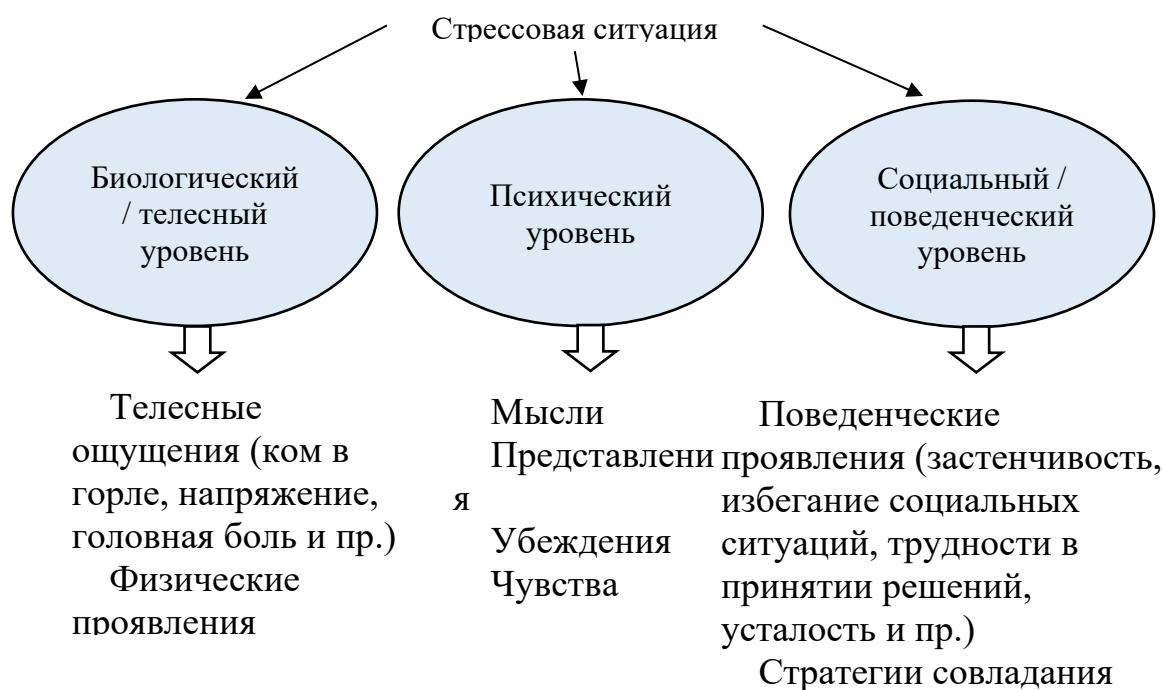 Стрессовая ситуация
Биологический
/ телесный
уровень
Психический
уровень
Социальный /
поведенческий
уровень
Телесные
ощущения (ком в
горле, напряжение,
головная боль и пр.)
Физические
проявления
Мысли
Представлени
я
Убеждения
Чувства
Поведенческие
проявления (застенчивость,
избегание социальных
ситуаций, трудности в
принятии решений,
усталость и пр.)
Стратегии совладания